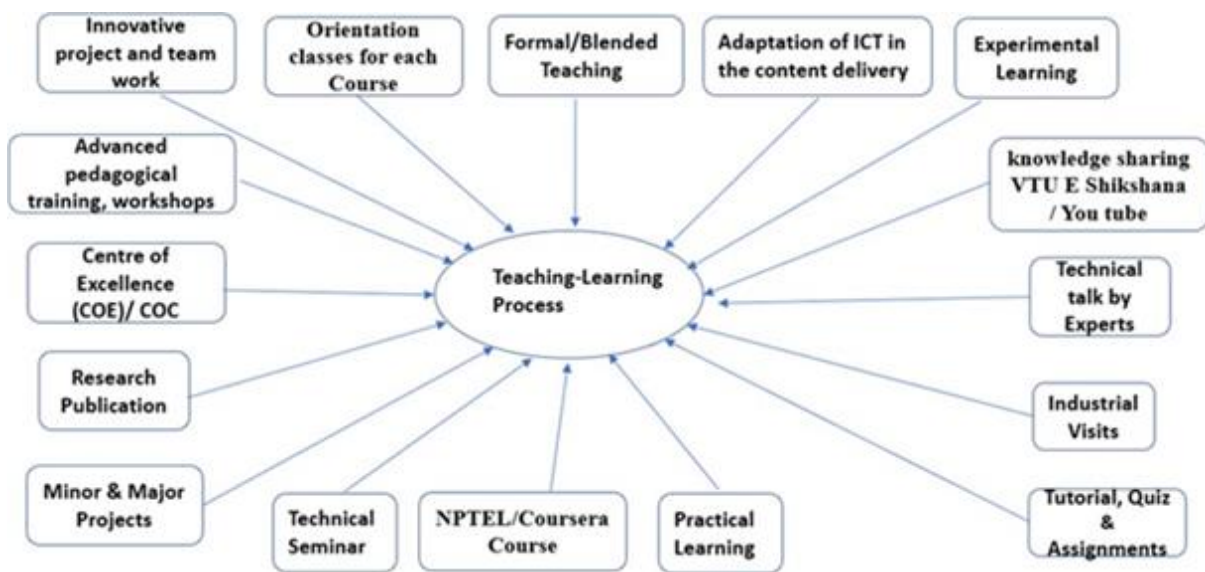 Innovative
project and team
work
Orientation
classes for each
Course
Formal/Blended
Teaching
Adaptation of ICT in
the content delivery
Experimental
Learning
Advanced
pedagogical
training, workshops
knowledge sharing
VTU E Shikshana
/ You tube
Centre of
Excellence
(COE)/ COC
Teaching-Learning
Process
Technical
talk by
Experts
Research
Publication
Industrial
Visits
Minor & Major
Projects
Technical
Seminar
NPTEL/Coursera
Course
Practical
Learning
Tutorial, Quiz
&
Assignments